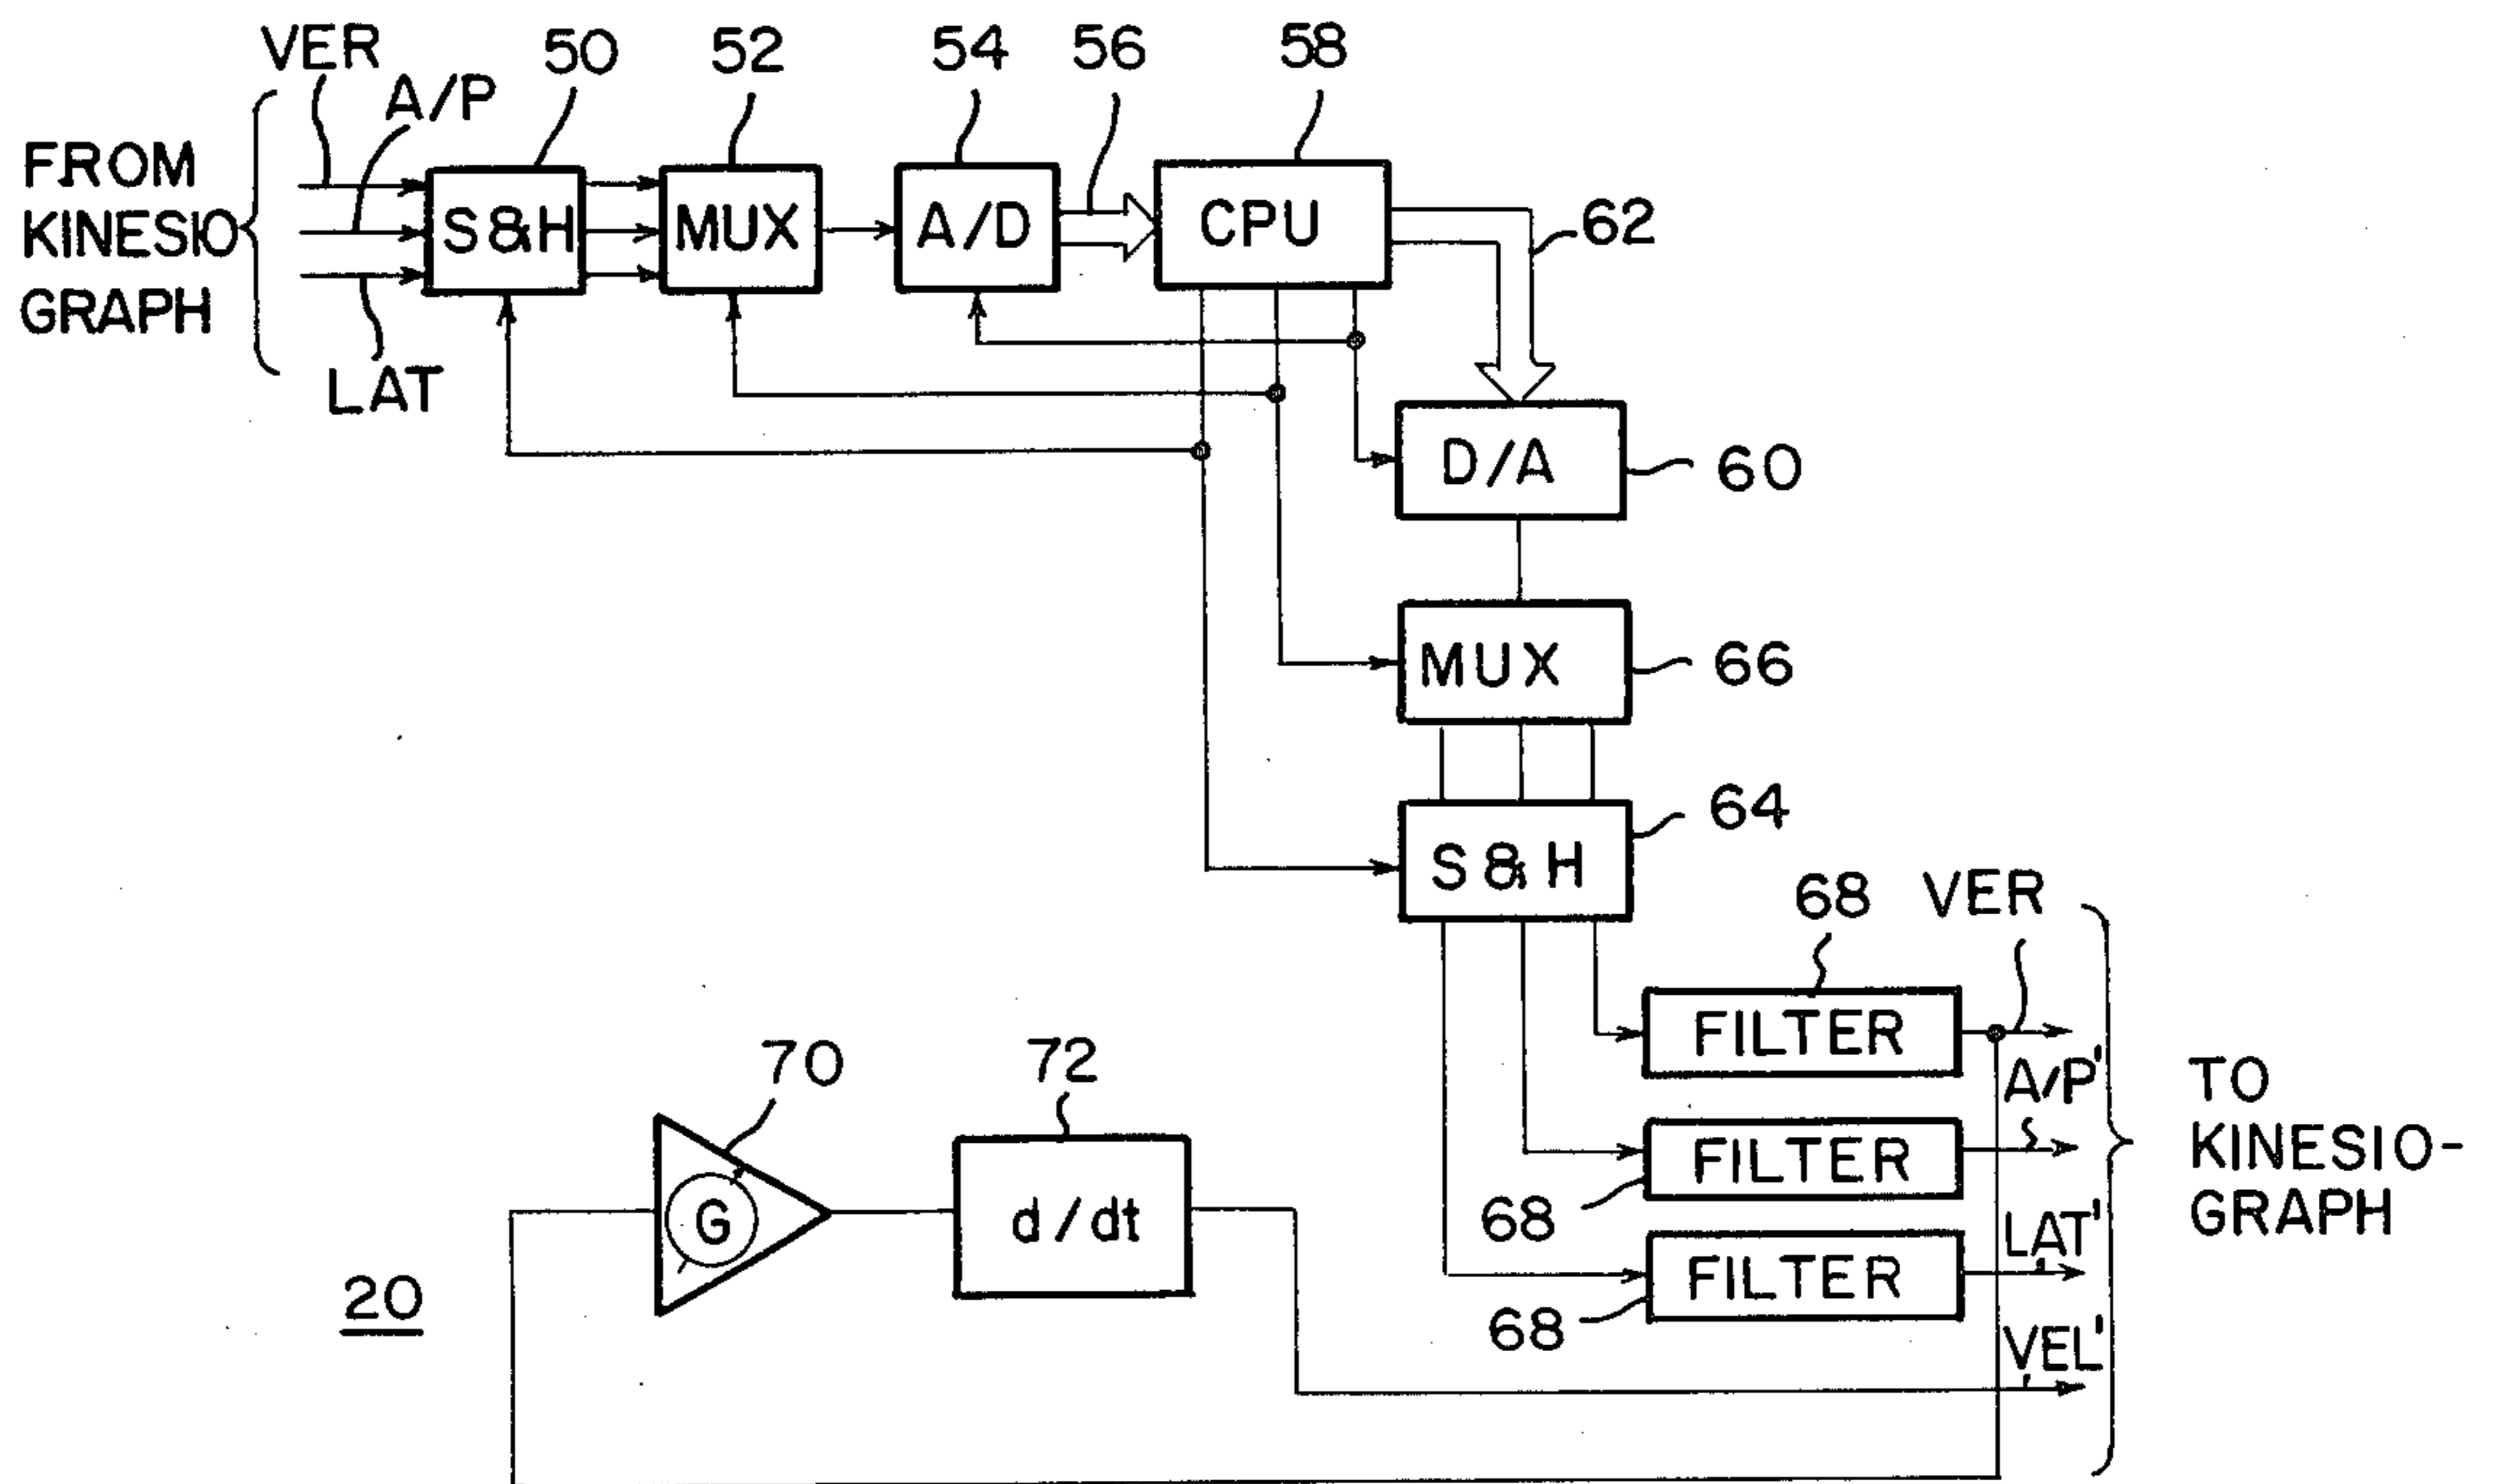 VER
A/P
50
52
54
56
58
FROM
KINESIO
GRAPH
LAT
S&H
MUX
A/D
CPU
62
D/A
60
MUX
66
S&H
64
68
VER
FILTER
A/P'
FILTER
68
LAT'
FILTER
68
VEL'
TO
KINESIO-
GRAPH
70
72
G
d/dt
20